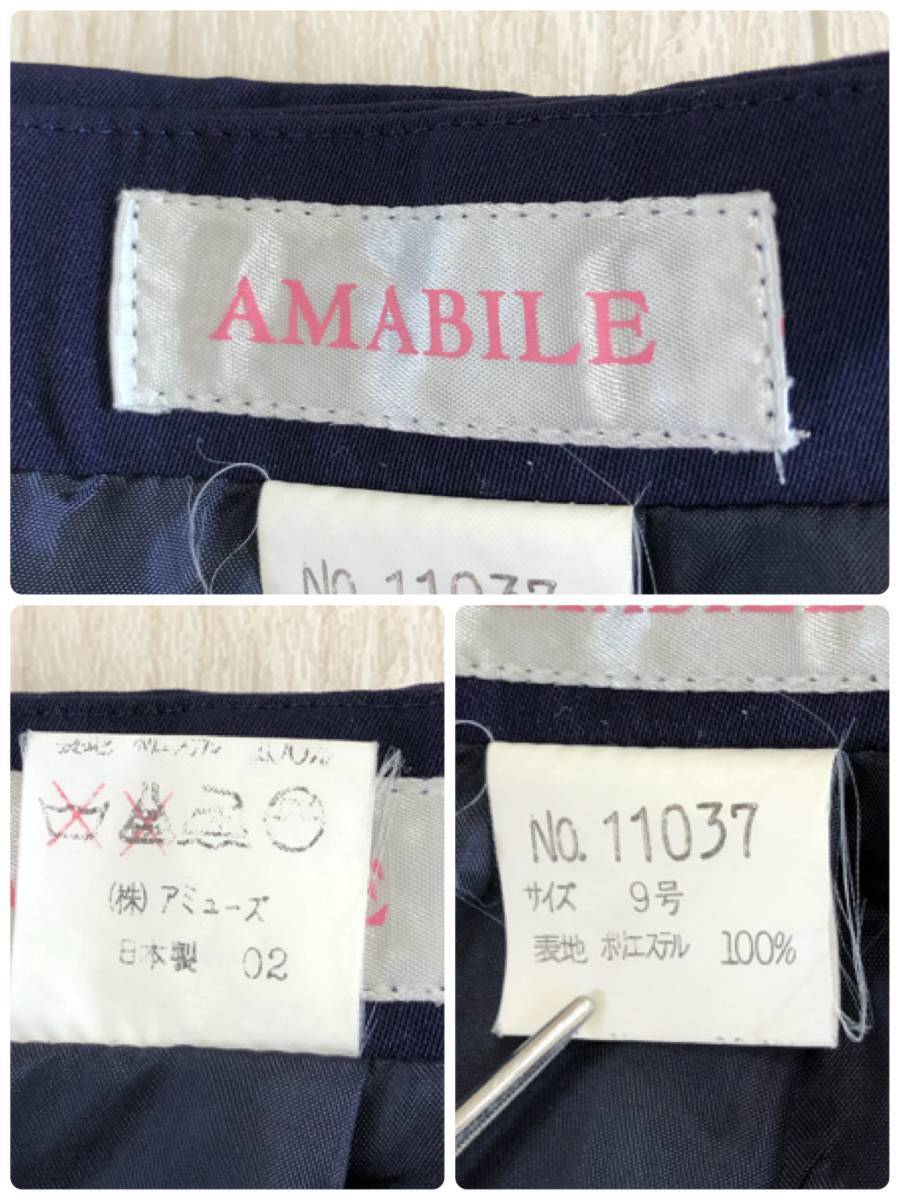 AMABILE
No. 11037
100%
(株)アミューズ
日本製 02
No. 11037
サイズ 9号
表地 ポリエステル 100%